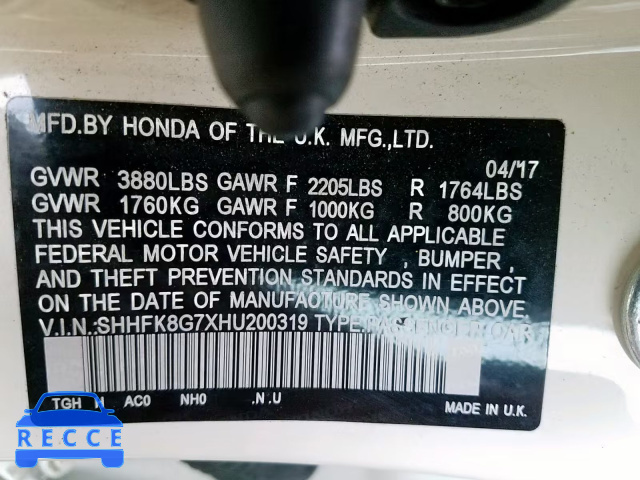 MFD.BY HONDA OF THE U.K. MFG.,LTD.
04/17
GVWR 3880LBS GAWR F 2205LBS R 1764LBS
GVWR 1760KG GAWR F 1000KG R 800KG
THIS VEHICLE CONFORMS TO ALL APPLICABLE
FEDERAL MOTOR VEHICLE SAFETY , BUMPER ,
AND THEFT PREVENTION STANDARDS IN EFFECT
ON THE DATE OF MANUFACTURE SHOWN ABOVE.
V.I.N.:SHHFK8G7XHU200319 TYPE:PASSENGER CAR
TGH AC0 NH0 .N.U
MADE IN U.K.
RECCE